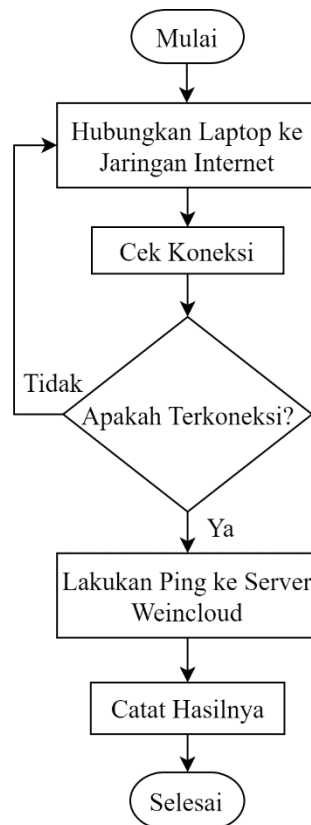 Mulai
Hubungkan Laptop ke
Jaringan Internet
Cek Koneksi
Tidak
Apakah Terkoneksi?
Ya
Lakukan Ping ke Server
Weincloud
Catat Hasilnya
Selesai